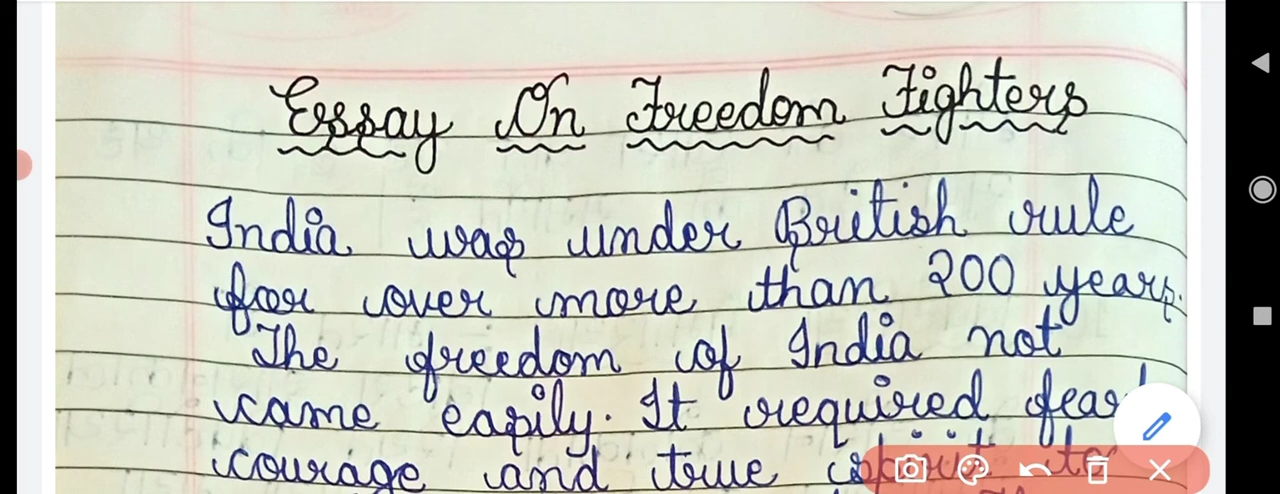 Essay On Freedom Fighters
India was under British rule
for over more than 200 years.
The freedom of India not
came easily. It required
courage and true